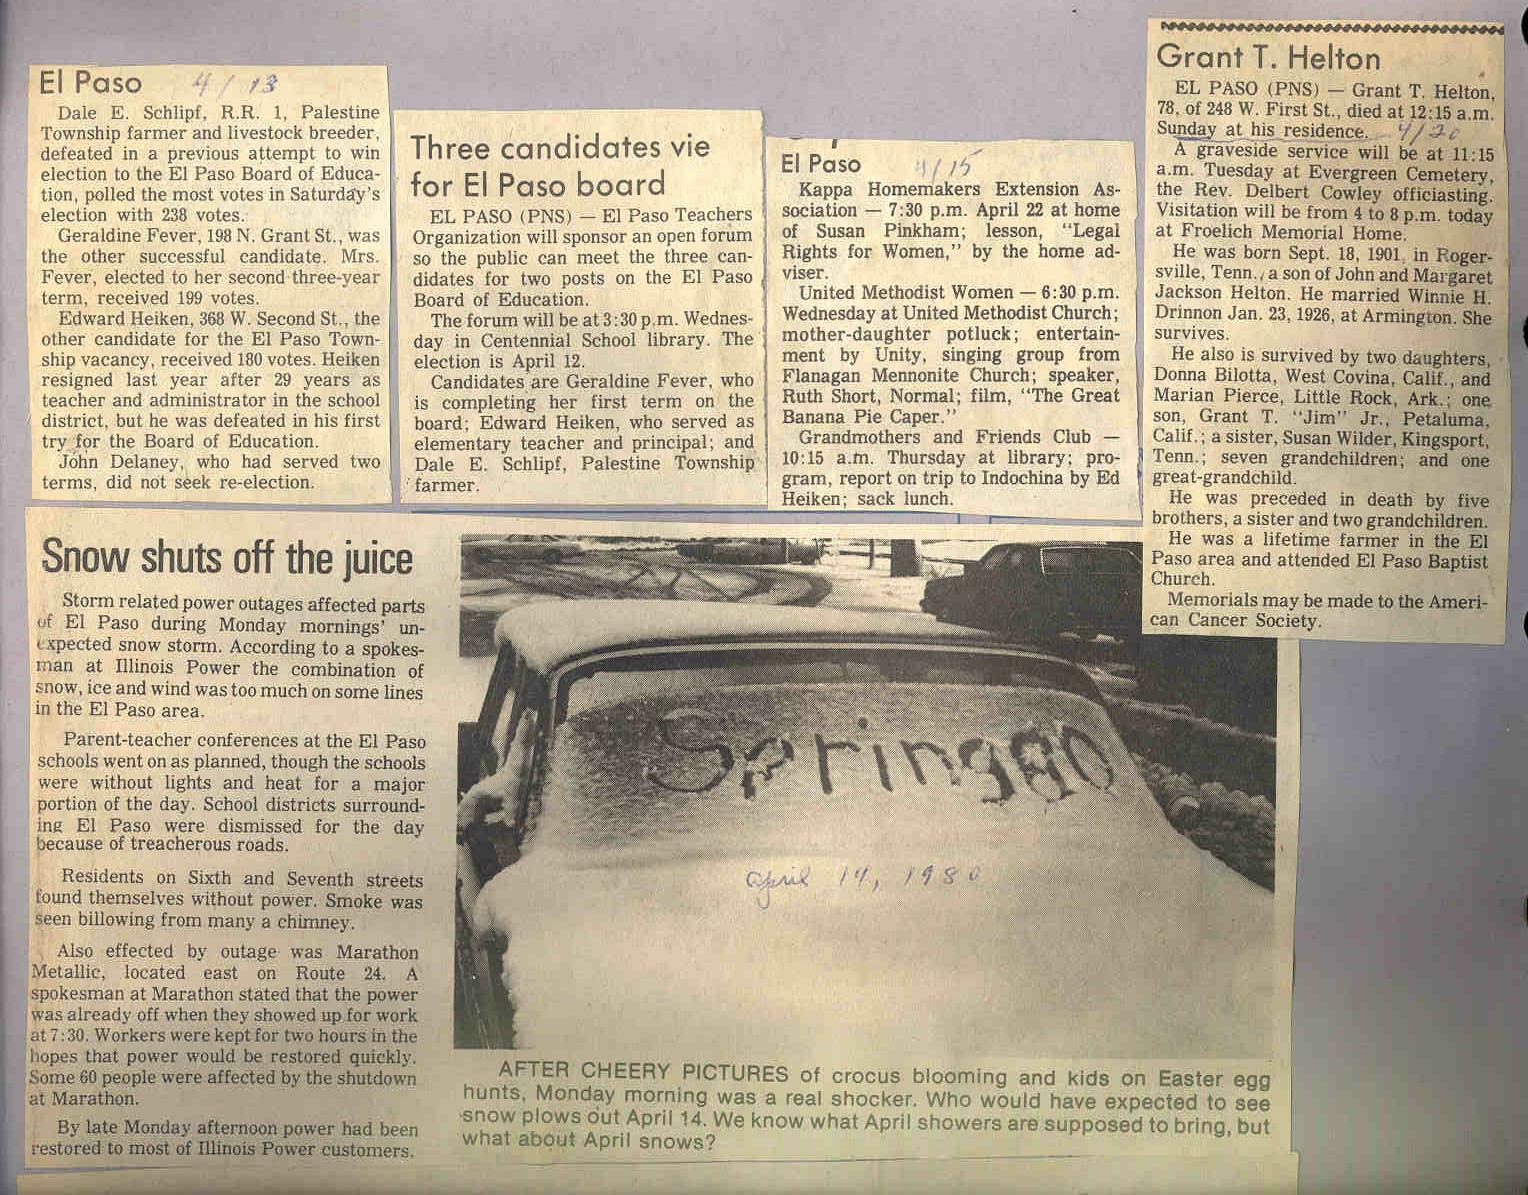 El Paso 4/13
Dale E. Schlipf, R.R. 1, Palestine
Township farmer and livestock breeder,
defeated in a previous attempt to win
election to the El Paso Board of Educa-
tion, polled the most votes in Saturday's
election with 238 votes.
Geraldine Fever, 198 N. Grant St., was
the other successful candidate. Mrs.
Fever, elected to her second three-year
term, received 199 votes.
Edward Heiken, 368 W. Second St., the
other candidate for the El Paso Town-
ship vacancy, received 180 votes. Heiken
resigned last year after 29 years as
teacher and administrator in the school
district, but he was defeated in his first
try for the Board of Education.
John Delaney, who had served two
terms, did not seek re-election.
Three candidates vie
for El Paso board
EL PASO (PNS) — El Paso Teachers
Organization will sponsor an open forum
so the public can meet the three can-
didates for two posts on the El Paso
Board of Education.
The forum will be at 3:30 p.m. Wednes-
day in Centennial School library. The
election is April 12.
Candidates are Geraldine Fever, who
is completing her first term on the
board; Edward Heiken, who served as
elementary teacher and principal; and
Dale E. Schlipf, Palestine Township
farmer.
El Paso 4/15
Kappa Homemakers Extension As-
sociation — 7:30 p.m. April 22 at home
of Susan Pinkham; lesson, "Legal
Rights for Women," by the home ad-
viser.
United Methodist Women — 6:30 p.m.
Wednesday at United Methodist Church;
mother-daughter potluck; entertain-
ment by Unity, singing group from
Flanagan Mennonite Church; speaker,
Ruth Short, Normal; film, "The Great
Banana Pie Caper."
Grandmothers and Friends Club —
10:15 a.m. Thursday at library; pro-
gram, report on trip to Indochina by Ed
Heiken; sack lunch.
Grant T. Helton
EL PASO (PNS) — Grant T. Helton,
78, of 248 W. First St., died at 12:15 a.m.
Sunday at his residence. 4/20
A graveside service will be at 11:15
a.m. Tuesday at Evergreen Cemetery,
the Rev. Delbert Cowley officiasting.
Visitation will be from 4 to 8 p.m. today
at Froelich Memorial Home.
He was born Sept. 18, 1901, in Roger-
sville, Tenn., a son of John and Margaret
Jackson Helton. He married Winnie H.
Drinnon Jan. 23, 1926, at Armington. She
survives.
He also is survived by two daughters,
Donna Bilotta, West Covina, Calif., and
Marian Pierce, Little Rock, Ark.; one
son, Grant T. "Jim" Jr., Petaluma,
Calif.; a sister, Susan Wilder, Kingsport,
Tenn.; seven grandchildren; and one
great-grandchild.
He was preceded in death by five
brothers, a sister and two grandchildren.
He was a lifetime farmer in the El
Paso area and attended El Paso Baptist
Church.
Memorials may be made to the Ameri-
can Cancer Society.
Snow shuts off the juice
Storm related power outages affected parts
of El Paso during Monday mornings' un-
expected snow storm. According to a spokes-
man at Illinois Power the combination of
snow, ice and wind was too much on some lines
in the El Paso area.
Parent-teacher conferences at the El Paso
schools went on as planned, though the schools
were without lights and heat for a major
portion of the day. School districts surround-
ing El Paso were dismissed for the day
because of treacherous roads.
Residents on Sixth and Seventh streets
found themselves without power. Smoke was
seen billowing from many a chimney.
Also effected by outage was Marathon
Metallic, located east on Route 24. A
spokesman at Marathon stated that the power
was already off when they showed up for work
at 7:30. Workers were kept for two hours in the
hopes that power would be restored quickly.
Some 60 people were affected by the shutdown
at Marathon.
By late Monday afternoon power had been
restored to most of Illinois Power customers.
Spring 80
April 14, 1980
AFTER CHEERY PICTURES of crocus blooming and kids on Easter egg
hunts, Monday morning was a real shocker. Who would have expected to see
snow plows out April 14. We know what April showers are supposed to bring, but
what about April snows?